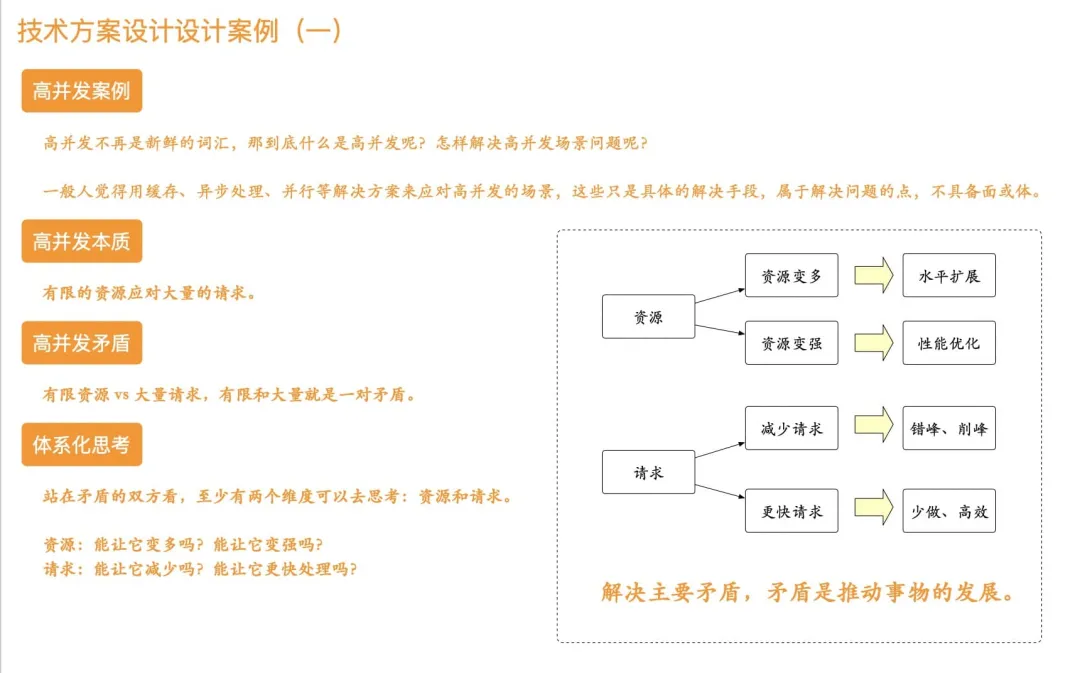 技术方案设计设计案例（一）
高并发案例
高并发不再是新鲜的词汇，那到底什么是高并发呢？怎样解决高并发场景问题呢？
一般人觉得用缓存、异步处理、并行等解决方案来应对高并发的场景，这些只是具体的解决手段，属于解决问题的点，不具备面或体。
高并发本质
有限的资源应对大量的请求。
高并发矛盾
有限资源 vs 大量请求，有限和大量就是一对矛盾。
体系化思考
站在矛盾的双方看，至少有两个维度可以去思考：资源和请求。
资源：能让它变多吗？能让它变强吗？
请求：能让它减少吗？能让它更快处理吗？
资源
资源变多
水平扩展
资源变强
性能优化
请求
减少请求
错峰、削峰
更快请求
少做、高效
解决主要矛盾，矛盾是推动事物的发展。